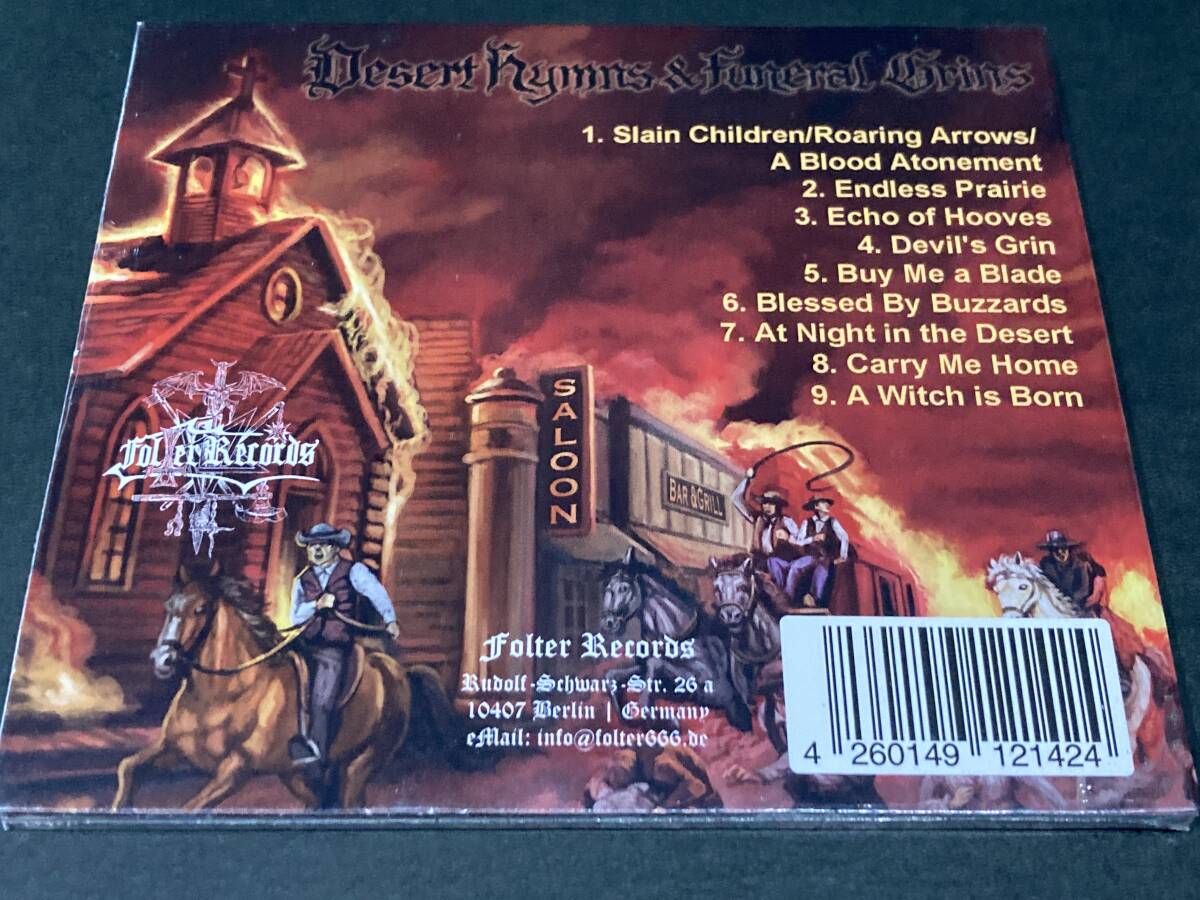 Desert Hymns & Funeral Grins
1. Slain Children/Roaring Arrows/
A Blood Atonement
2. Endless Prairie
3. Echo of Hooves
4. Devil's Grin
5. Buy Me a Blade
6. Blessed By Buzzards
7. At Night in the Desert
8. Carry Me Home
9. A Witch is Born
SALOON
BAR & GRILL
Folter Records
Folter Records
Rudolf-Schwarz-Str. 26 a
10407 Berlin | Germany
eMail: info@folter666.de
4 260149 121424